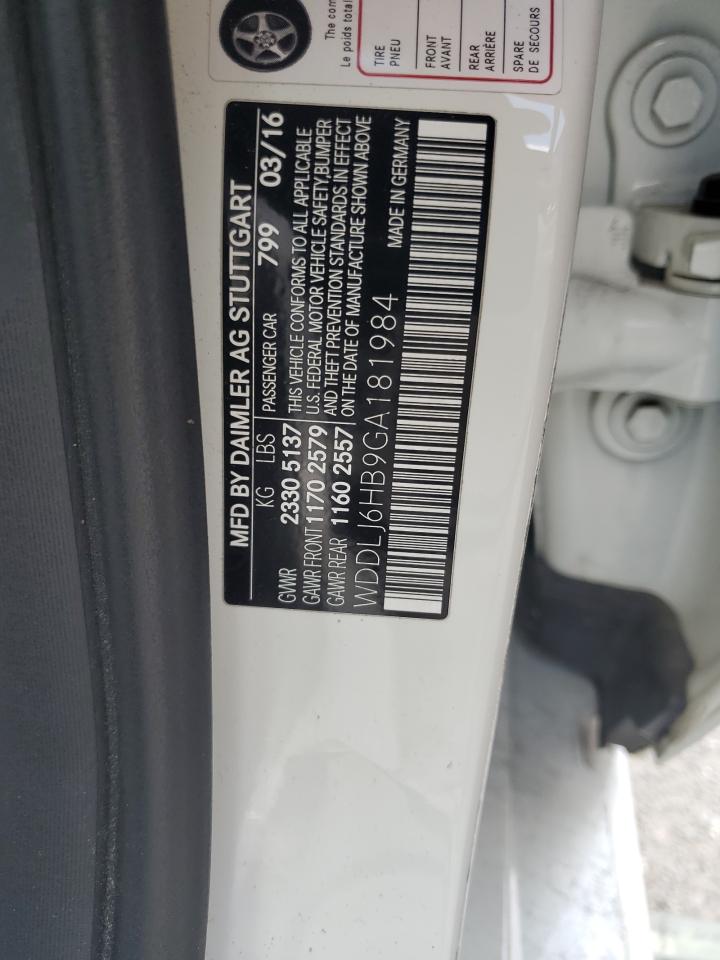 The com
Le poids total
TIRE
PNEU
FRONT
AVANT
REAR
ARRIÈRE
SPARE
DE SECOURS
MFD BY DAIMLER AG STUTTGART
KG LBS PASSENGER CAR 799 03/16
GVWR 2330 5137 THIS VEHICLE CONFORMS TO ALL APPLICABLE
GAWR FRONT 1170 2579 U.S. FEDERAL MOTOR VEHICLE SAFETY,BUMPER
GAWR REAR 1160 2557 AND THEFT PREVENTION STANDARDS IN EFFECT
ON THE DATE OF MANUFACTURE SHOWN ABOVE
WDDLJ6HB9GA181984 MADE IN GERMANY